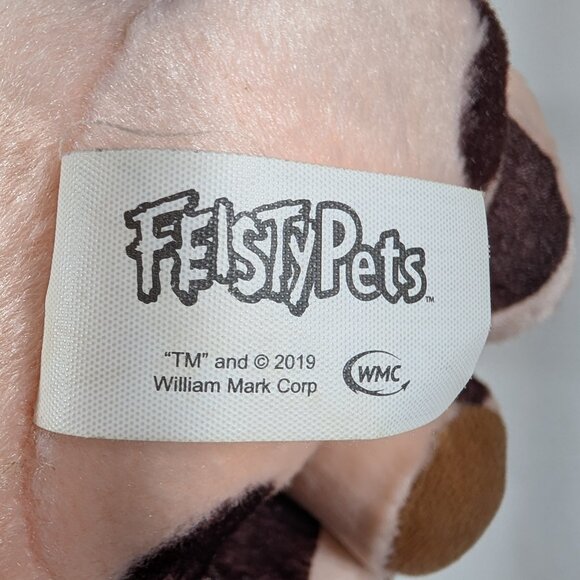 FEISTYPets™
“TM” and © 2019
William Mark Corp
WMC